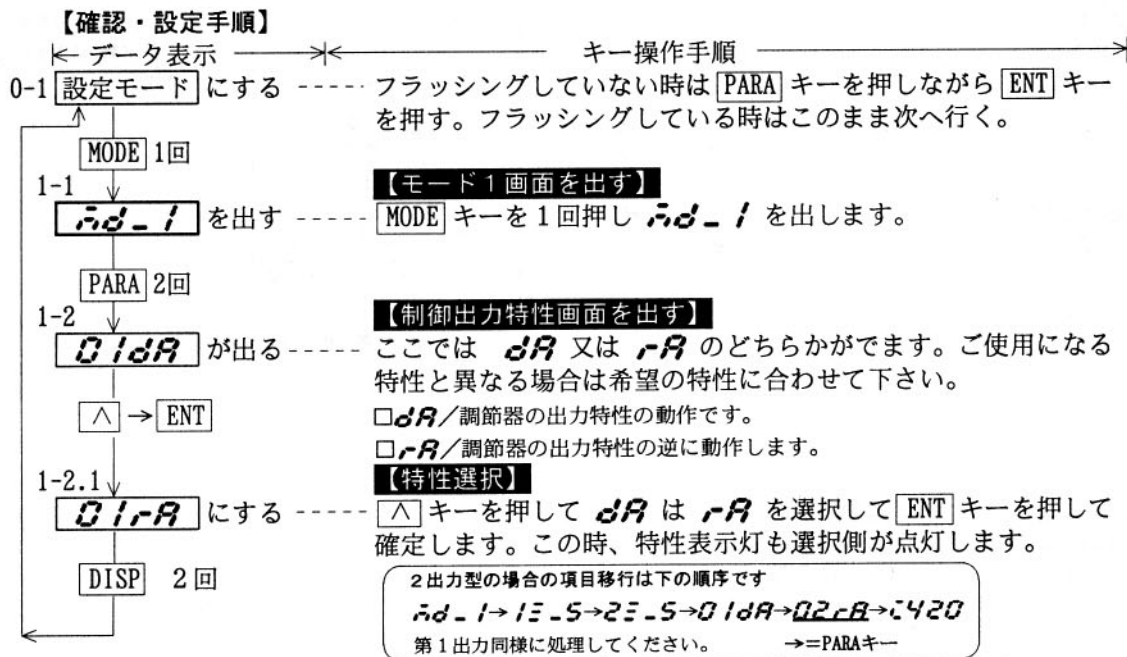 【確認・設定手順】
データ表示 キー操作手順
0-1 設定モード にする ----- フラッシングしていない時は PARA キーを押しながら ENT キー
を押す。フラッシングしている時はこのまま次へ行く。
MODE 1回
1-1
【モード1画面を出す】
ñd_1 を出す ----- MODE キーを1回押し ñd_1 を出します。
PARA 2回
1-2
【制御出力特性画面を出す】
01dA が出る ----- ここでは dA 又は rA のどちらかがでます。ご使用になる
特性と異なる場合は希望の特性に合わせて下さい。
∧ → ENT
□dA/調節器の出力特性の動作です。
□rA/調節器の出力特性の逆に動作します。
1-2.1
【特性選択】
01rA にする ----- ∧ キーを押して dA は rA を選択して ENT キーを押して
確定します。この時、特性表示灯も選択側が点灯します。
DISP 2回
2出力型の場合の項目移行は下の順序です
ñd_1→1Ξ_S→2Ξ_S→01dA→02rA→C420
第1出力同様に処理してください。 →=PARAキー